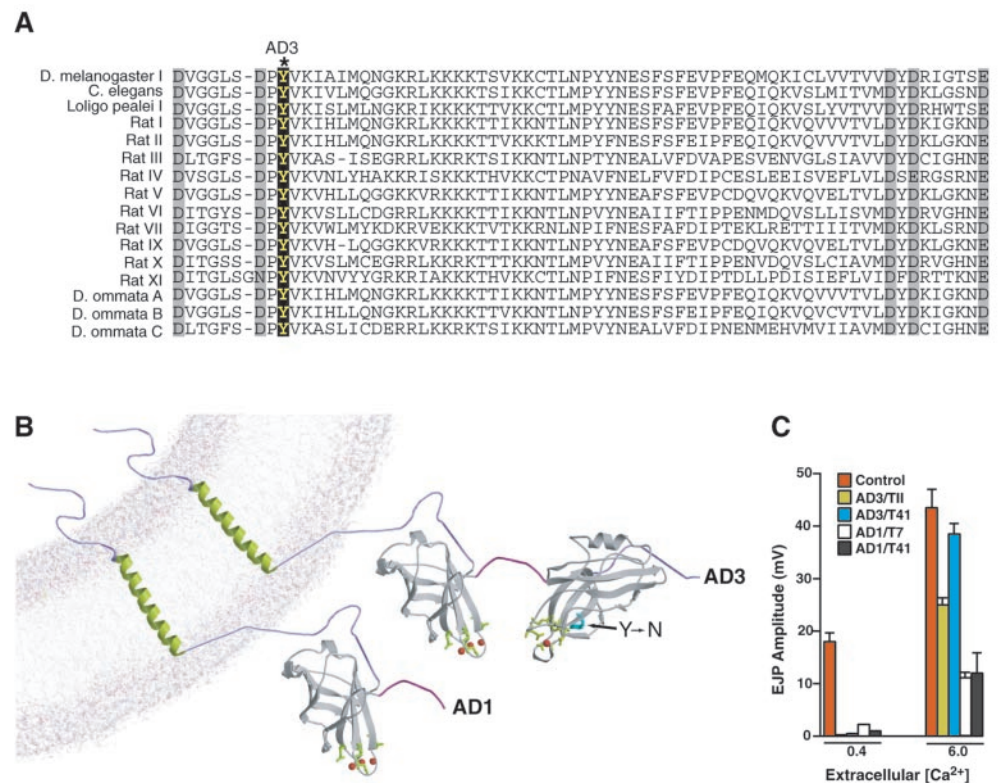 A
AD3
*
D. melanogaster I DVGGLS-DPYVKIAIMQNGKRLKKKKTSVKKCTLNPYYNESFSFEVPFEQMQKICLVVTVVDYDRIGTSE
C. elegans DVGGLS-DPYVKIVLMQGGKRLKKKKTSIKKCTLNPYYNESFSFEVPFEQIQKVSLMITVMDYDKLGSND
Loligo pealei I DVGGLS-DPYVKISLMLNGKRIKKKKTTIKKCTLNPYYNESFAFEVPFEQIQKVSLYVTVVDYDRHWTSE
Rat I DVGGLS-DPYVKIHLMQNGKRLKKKKTTIKKNTLNPYYNESFSFEVPFEQIQKVQVVVTVLDYDKIGKND
Rat II DVGGLS-DPYVKIHLMQNGKRLKKKKTTVKKKTLNPYFNESFSFEIPFEQIQKVQVVVTVLDYDKLGKNE
Rat III DLTGFS-DPYVKAS-ISEGRRLKKRKTSIKKNTLNPTYNEALVFDVAPESVENVGLSIAVVDYDCIGHNE
Rat IV DVSGLS-DPYVKVNLYHAKKRISKKKTHVKKCTPNAVFNELFVFDIPCESLEEISVEFLVLDSERGSRNE
Rat V DVGGLS-DPYVKVHLLQGGKKVRKKKTTIKKNTLNPYYNEAFSFEVPCDQVQKVQVELTVLDYDKLGKNE
Rat VI DITGYS-DPYVKVSLLCDGRRLKKKKTTIKKNTLNPYYNEAIIFTIPPENMDQVSLLISVMDYDRVGHNE
Rat VII DIGGTS-DPYVKVWLMYKDKRVEKKKTVTKKRNLNPIFNESFAFDIPTEKLRETTIIITVMDKDKLSRND
Rat IX DVGGLS-DPYVKVH-LQGGKKVRKKKTTIKKNTLNPYYNEAFSFEVPCDQVQKVQVELTVLDYDKLGKNE
Rat X DITGSS-DPYVKVSLMCEGRRLKKRKTTTKKNTLNPVYNEAIIFDIPPENVDQVSLCIAVMDYDRVGHNE
Rat XI DITGLSGNPYVKVNVYYGRKRIAKKKTHVKKCTLNPIFNESFIYDIPTDLLPDISIEFLVIDFDRTTKNE
D. ommata A DVGGLS-DPYVKIHLMQNGKRLKKKKTTIKKNTLNPYYNESFSFEVPFEQIQKVQVVVTVLDYDKIGKND
D. ommata B DVGGLS-DPYVKIHLLQNGKRLKKKKTTIKKNTLNPYYNESFSFEVPFEQIQKVQVCVTVLDYDKIGKNE
D. ommata C DLTGFS-DPYVKASLICDERRLKKRKTSIKKNTLNPTYNEALVFDIPNENMEHVMVIIAVMDYDCIGHNE
B
AD3
Y→N
AD1
C
Control
AD3/TII
AD3/T41
AD1/T7
AD1/T41
EJP Amplitude (mV)
50
40
30
20
10
0
0.4 6.0
Extracellular [Ca²⁺]